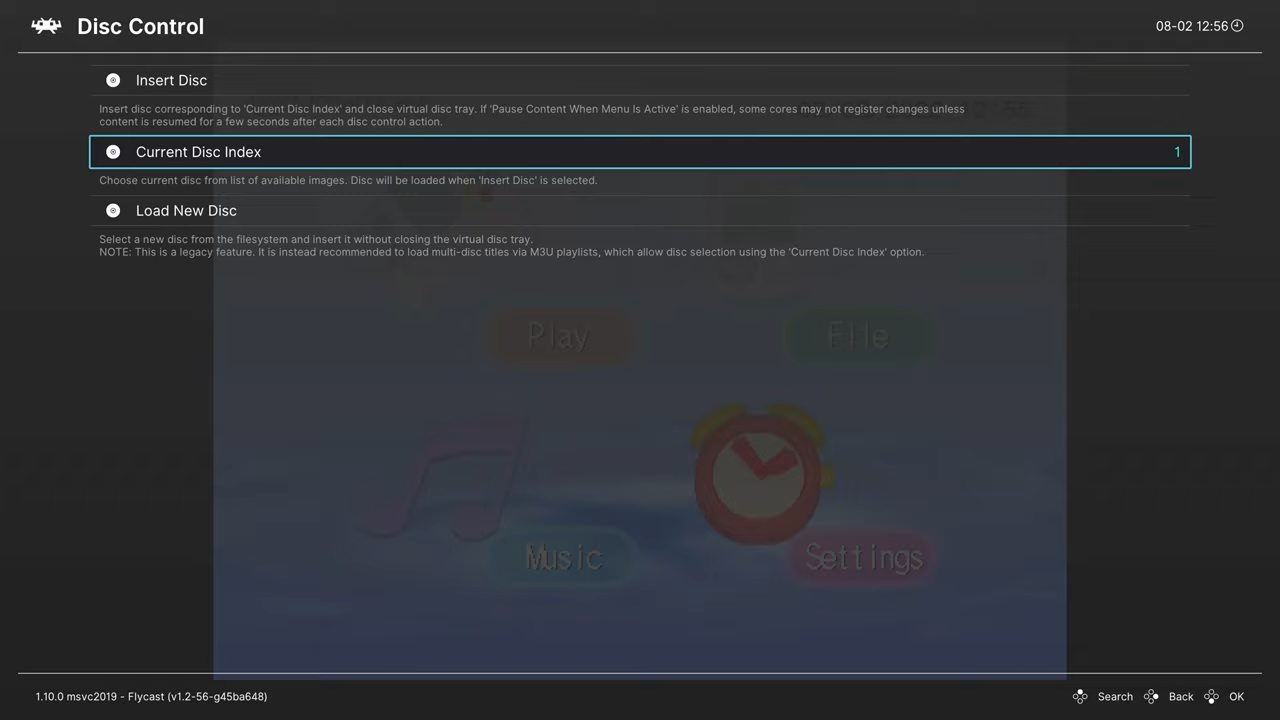 Disc Control
08-02 12:56
Insert Disc
Insert disc corresponding to 'Current Disc Index' and close virtual disc tray. If 'Pause Content When Menu Is Active' is enabled, some cores may not register changes unless
content is resumed for a few seconds after each disc control action.
Current Disc Index 1
Choose current disc from list of available images. Disc will be loaded when 'Insert Disc' is selected.
Load New Disc
Select a new disc from the filesystem and insert it without closing the virtual disc tray.
NOTE: This is a legacy feature. It is instead recommended to load multi-disc titles via M3U playlists, which allow disc selection using the 'Current Disc Index' option.
Play File
Music Settings
1.10.0 msvc2019 - Flycast (v1.2-56-g45ba648)
Search Back OK